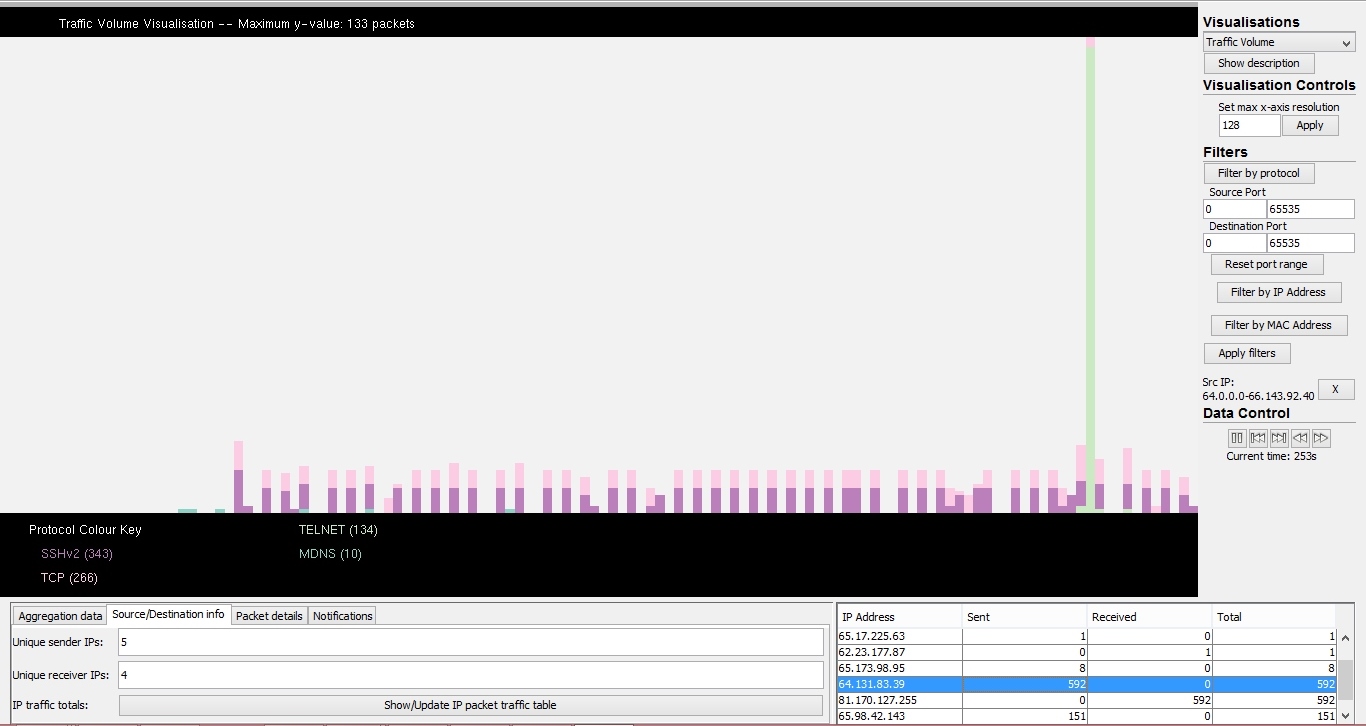 Traffic Volume Visualisation -- Maximum y-value: 133 packets
Visualisations
Traffic Volume
Show description
Visualisation Controls
Set max x-axis resolution
128 Apply
Filters
Filter by protocol
Source Port
0 65535
Destination Port
0 65535
Reset port range
Filter by IP Address
Filter by MAC Address
Apply filters
Src IP:
64.0.0.0-66.143.92.40 X
Data Control
Current time: 253s
Protocol Colour Key TELNET (134)
SSHv2 (343) MDNS (10)
TCP (266)
Aggregation data Source/Destination info Packet details Notifications
Unique sender IPs: 5
Unique receiver IPs: 4
IP traffic totals: Show/Update IP packet traffic table
IP Address Sent Received Total
65.17.225.63 1 0 1
62.23.177.87 0 1 1
65.173.98.95 8 0 8
64.131.83.39 592 0 592
81.170.127.255 0 592 592
65.98.42.143 151 0 151